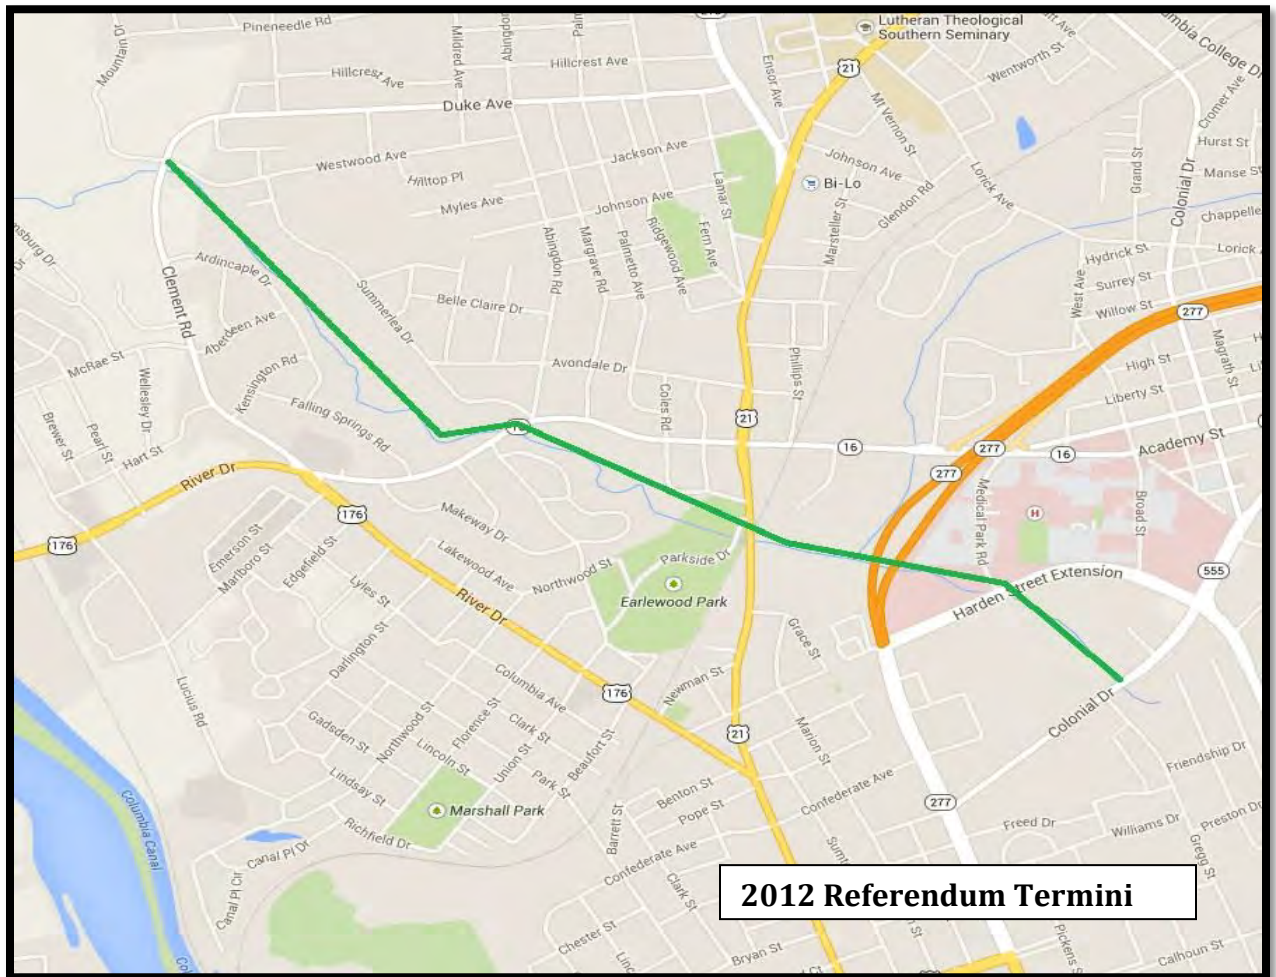 Pineneedle Rd
Mountain Dr
Mildred Ave
Lutheran Theological
Southern Seminary
Columbia College Dr
Hillcrest Ave
Hillcrest Ave
Ensor Ave
21
Wentworth St
Duke Ave
Mt Vernon St
Cromer Ave
Westwood Ave
Jackson Ave
Johnson Ave
Hurst St
Hilltop Pl
Lamar St
Bi-Lo
Lorick Ave
Grand St
Manse St
Myles Ave
Johnson Ave
Glendon Rd
Colonial Dr
Chappelle
Abingdon Rd
Margrave Rd
Palmetto Ave
Ridgewood Ave
Fern Ave
Marsteller St
Hydrick St
Lorick
Ardincaple Dr
Surrey St
Clement Rd
Summerlea Dr
Belle Claire Dr
West Ave
Willow St
277
Aberdeen Ave
McRae St
Avondale Dr
Phillips St
High St
Magrath St
Wellesley Dr
Kensington Rd
Coles Rd
Liberty St
Brewer St
Pearl St
Falling Springs Rd
21
16
277
16
Academy St
Hart St
River Dr
277
176
176
Makeway Dr
Medical Park Rd
H
Broad St
Emerson St
Marlboro St
Edgefield St
Lakewood Ave
Northwood St
Parkside Dr
Earlewood Park
Harden Street Extension
555
Lyles St
River Dr
Grace St
Darlington St
Columbia Ave
176
Newman St
Lucius Rd
Colonial Dr
Gadsden St
Northwood St
Florence St
Clark St
21
Marion St
Friendship Dr
Lincoln St
Union St
Beaufort St
Lindsay St
Park St
Benton St
Confederate Ave
Columbia Canal
Marshall Park
Pope St
277
Richfield Dr
Barrett St
Freed Dr
Williams Dr
Preston Dr
Canal Pl Dr
Confederate Ave
Gregg St
Canal Pl Cir
Clark St
2012 Referendum Termini
Chester St
Bryan St
Pickens S
Calhoun St